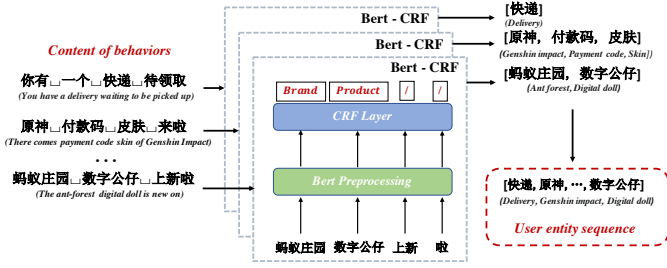 Content of behaviors
你有␣一个␣快递␣待领取
(You have a delivery waiting to be picked up)
原神␣付款码␣皮肤␣来啦
(There comes payment code skin of Genshin Impact)
...
蚂蚁庄园␣数字公仔␣上新啦
(The ant-forest digital doll is new on)
Bert - CRF
Bert - CRF
Bert - CRF
Brand Product / /
CRF Layer
Bert Preprocessing
蚂蚁庄园 数字公仔 上新 啦
[快递]
(Delivery)
[原神, 付款码, 皮肤]
(Genshin impact, Payment code, Skin])
[蚂蚁庄园, 数字公仔]
(Ant forest, Digital doll)
[快递, 原神, ···, 数字公仔]
(Delivery, Genshin impact, Digital doll)
User entity sequence